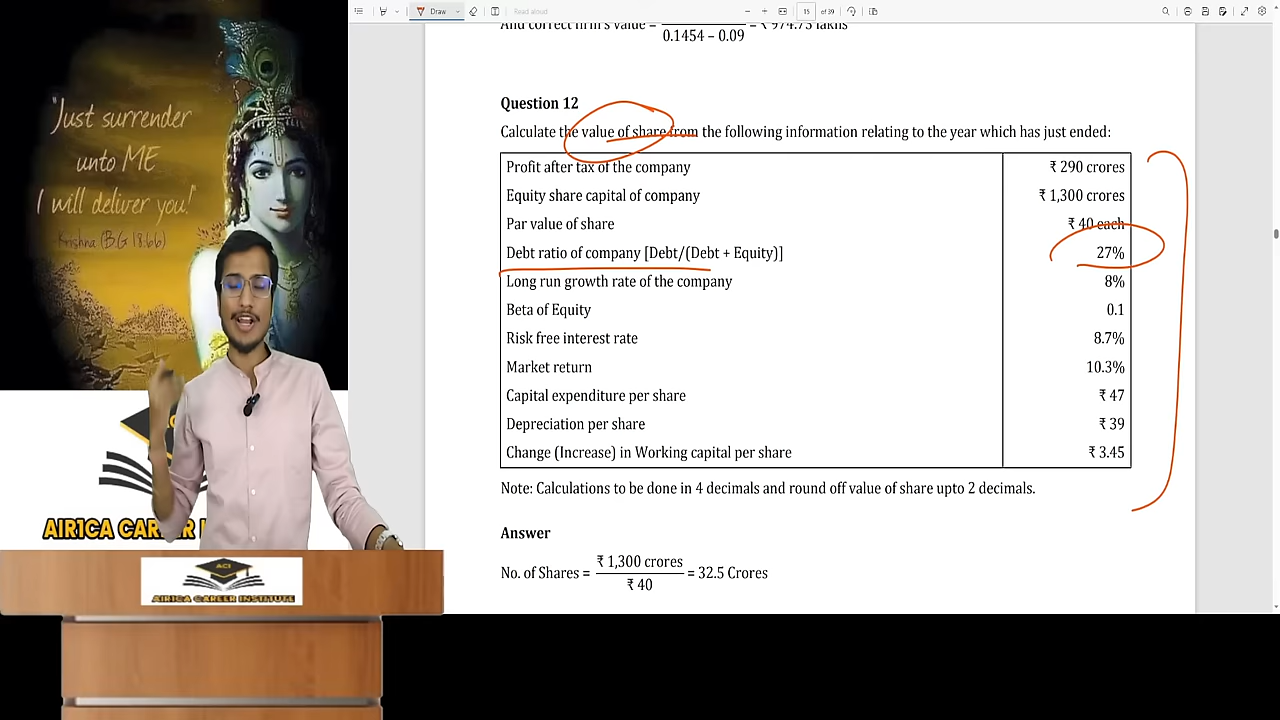 "Just surrender
unto ME
I will deliver you!"
- Krishna (B.G 18:66)
ACI
AIR1CA CAR
ACI
AIR1CA CAREER INSTITUTE
Draw
Read aloud
15 of 39
And correct firm's value = = ₹ 974.73 lakhs
0.1454 – 0.09
Question 12
Calculate the value of share from the following information relating to the year which has just ended:
Profit after tax of the company ₹ 290 crores
Equity share capital of company ₹ 1,300 crores
Par value of share ₹ 40 each
Debt ratio of company [Debt/(Debt + Equity)] 27%
Long run growth rate of the company 8%
Beta of Equity 0.1
Risk free interest rate 8.7%
Market return 10.3%
Capital expenditure per share ₹ 47
Depreciation per share ₹ 39
Change (Increase) in Working capital per share ₹ 3.45
Note: Calculations to be done in 4 decimals and round off value of share upto 2 decimals.
Answer
No. of Shares = ₹ 1,300 crores / ₹ 40 = 32.5 Crores